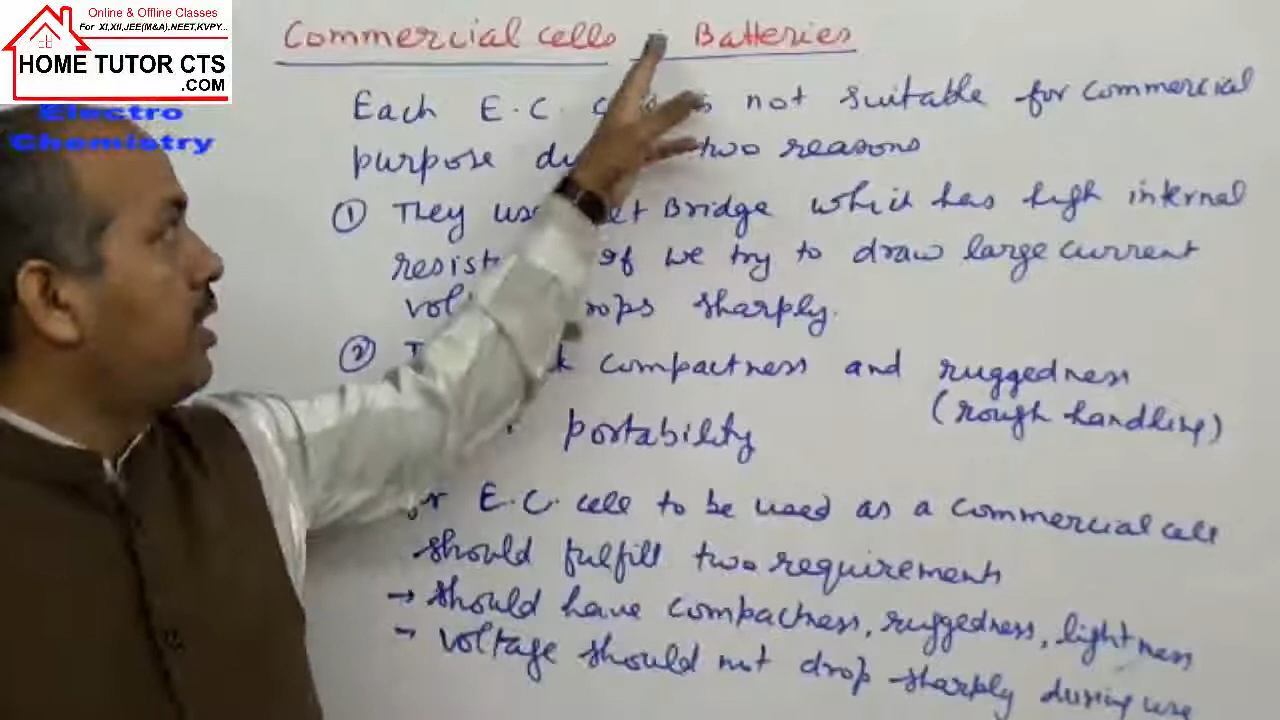 Online & Offline Classes
For XI,XII,JEE(M&A),NEET,KVPY...
HOME TUTOR CTS
.COM
Electro
Chemistry
Commercial cells : Batteries
Each E.C. not suitable for commercial
purpose two reasons
① They Bridge which has high internal
If we try to draw large current
sharply.
② compactness and ruggedness
(rough handling)
portability
E.C. cell to be used as a commercial cell
should fulfill two requirements
→ should have compactness, ruggedness, lightness
→ voltage should not drop sharply during use